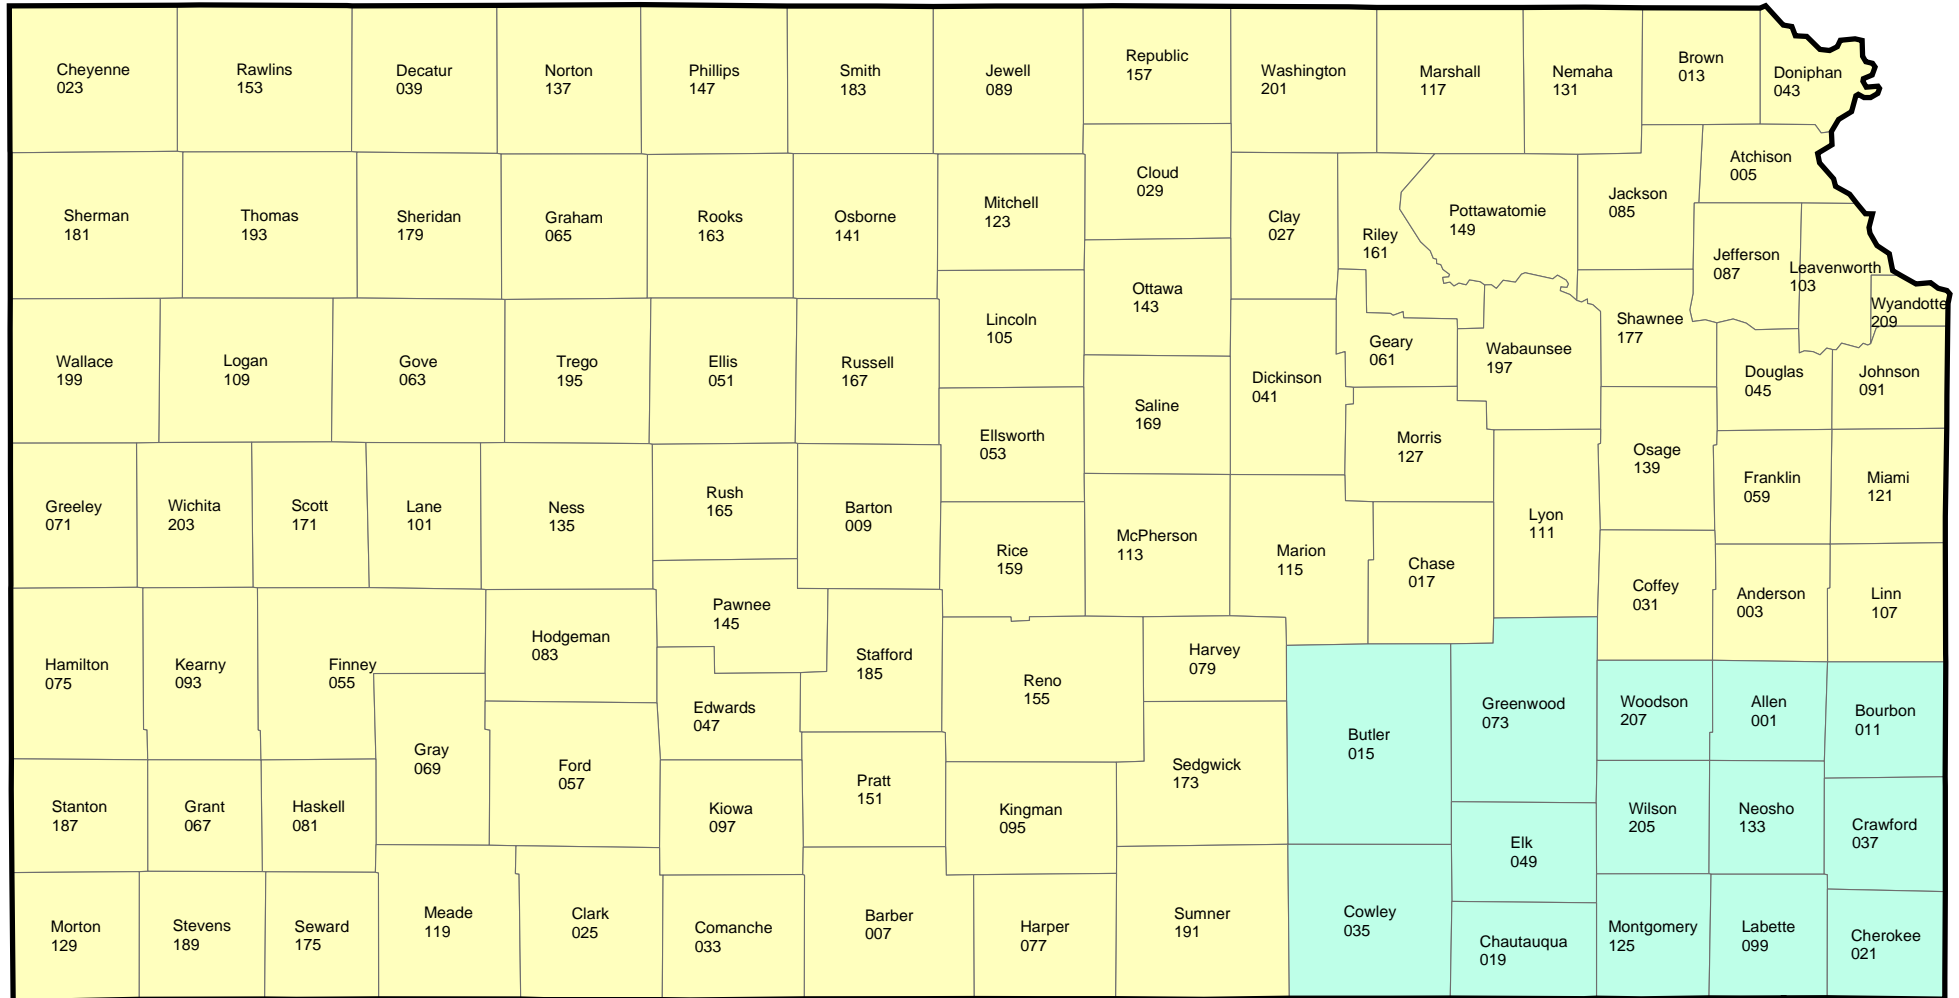 Cheyenne
023
Rawlins
153
Decatur
039
Norton
137
Phillips
147
Smith
183
Jewell
089
Republic
157
Washington
201
Marshall
117
Nemaha
131
Brown
013
Doniphan
043
Sherman
181
Thomas
193
Sheridan
179
Graham
065
Rooks
163
Osborne
141
Mitchell
123
Cloud
029
Clay
027
Riley
161
Pottawatomie
149
Jackson
085
Atchison
005
Jefferson
087
Leavenworth
103
Wyandotte
209
Wallace
199
Logan
109
Gove
063
Trego
195
Ellis
051
Russell
167
Lincoln
105
Ottawa
143
Saline
169
Dickinson
041
Geary
061
Wabaunsee
197
Shawnee
177
Douglas
045
Johnson
091
Greeley
071
Wichita
203
Scott
171
Lane
101
Ness
135
Rush
165
Barton
009
Ellsworth
053
Rice
159
McPherson
113
Marion
115
Morris
127
Chase
017
Lyon
111
Osage
139
Franklin
059
Miami
121
Hamilton
075
Kearny
093
Finney
055
Hodgeman
083
Pawnee
145
Edwards
047
Stafford
185
Reno
155
Harvey
079
Butler
015
Greenwood
073
Coffey
031
Anderson
003
Linn
107
Woodson
207
Allen
001
Bourbon
011
Stanton
187
Grant
067
Haskell
081
Gray
069
Ford
057
Kiowa
097
Pratt
151
Kingman
095
Sedgwick
173
Elk
049
Wilson
205
Neosho
133
Crawford
037
Morton
129
Stevens
189
Seward
175
Meade
119
Clark
025
Comanche
033
Barber
007
Harper
077
Sumner
191
Cowley
035
Chautauqua
019
Montgomery
125
Labette
099
Cherokee
021